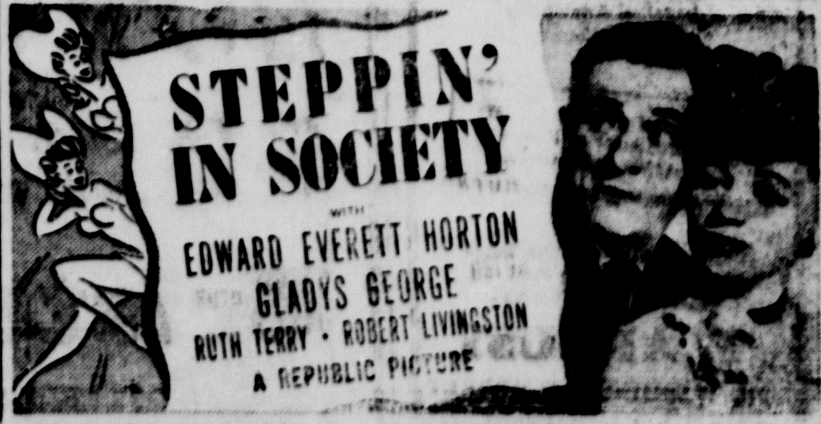 STEPPIN'
IN SOCIETY
WITH
EDWARD EVERETT HORTON
GLADYS GEORGE
RUTH TERRY · ROBERT LIVINGSTON
A REPUBLIC PICTURE